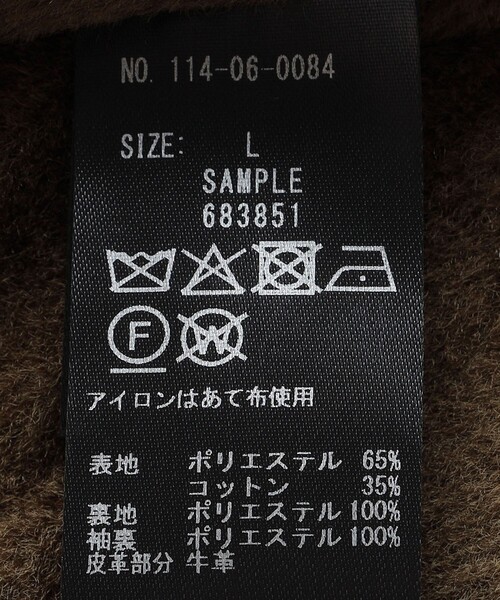 NO. 114-06-0084
SIZE: L
SAMPLE
683851
F
W
アイロンはあて布使用
表地 ポリエステル 65%
コットン 35%
裏地 ポリエステル 100%
袖裏 ポリエステル 100%
皮革部分 牛革